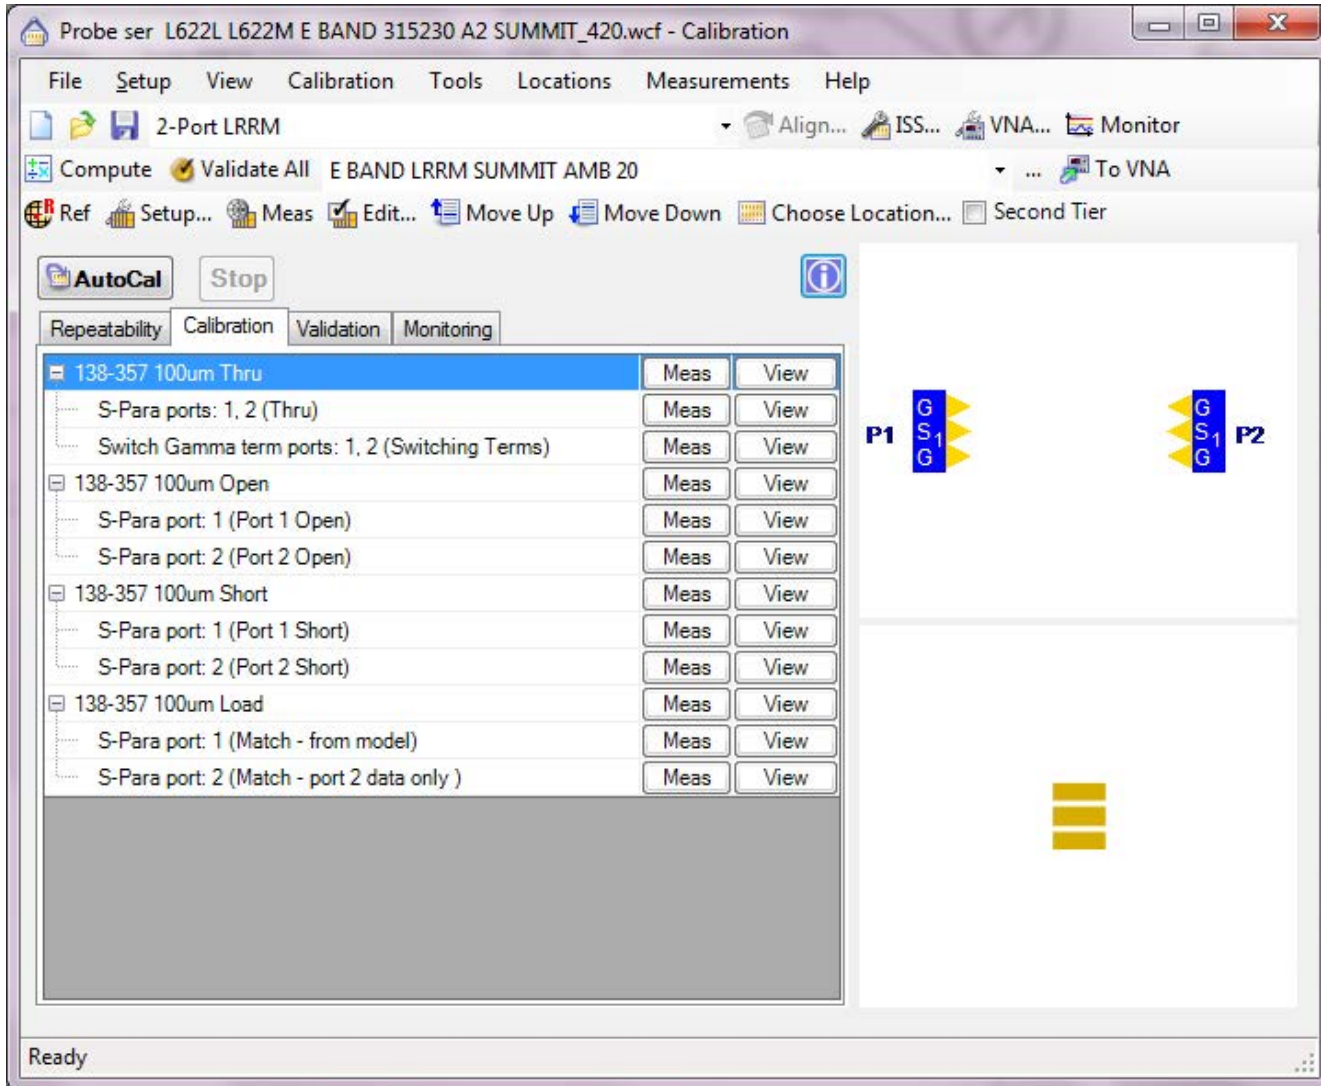 Probe ser L622L L622M E BAND 315230 A2 SUMMIT_420.wcf - Calibration
File Setup View Calibration Tools Locations Measurements Help
2-Port LRRM Align... ISS... VNA... Monitor
Compute Validate All E BAND LRRM SUMMIT AMB 20 ... To VNA
R Ref Setup... Meas Edit... Move Up Move Down Choose Location... Second Tier
AutoCal Stop
Repeatability Calibration Validation Monitoring
138-357 100um Thru Meas View
S-Para ports: 1, 2 (Thru) Meas View
Switch Gamma term ports: 1, 2 (Switching Terms) Meas View
138-357 100um Open Meas View
S-Para port: 1 (Port 1 Open) Meas View
S-Para port: 2 (Port 2 Open) Meas View
138-357 100um Short Meas View
S-Para port: 1 (Port 1 Short) Meas View
S-Para port: 2 (Port 2 Short) Meas View
138-357 100um Load Meas View
S-Para port: 1 (Match - from model) Meas View
S-Para port: 2 (Match - port 2 data only ) Meas View
G G
P1 S1 S1 P2
G G
Ready